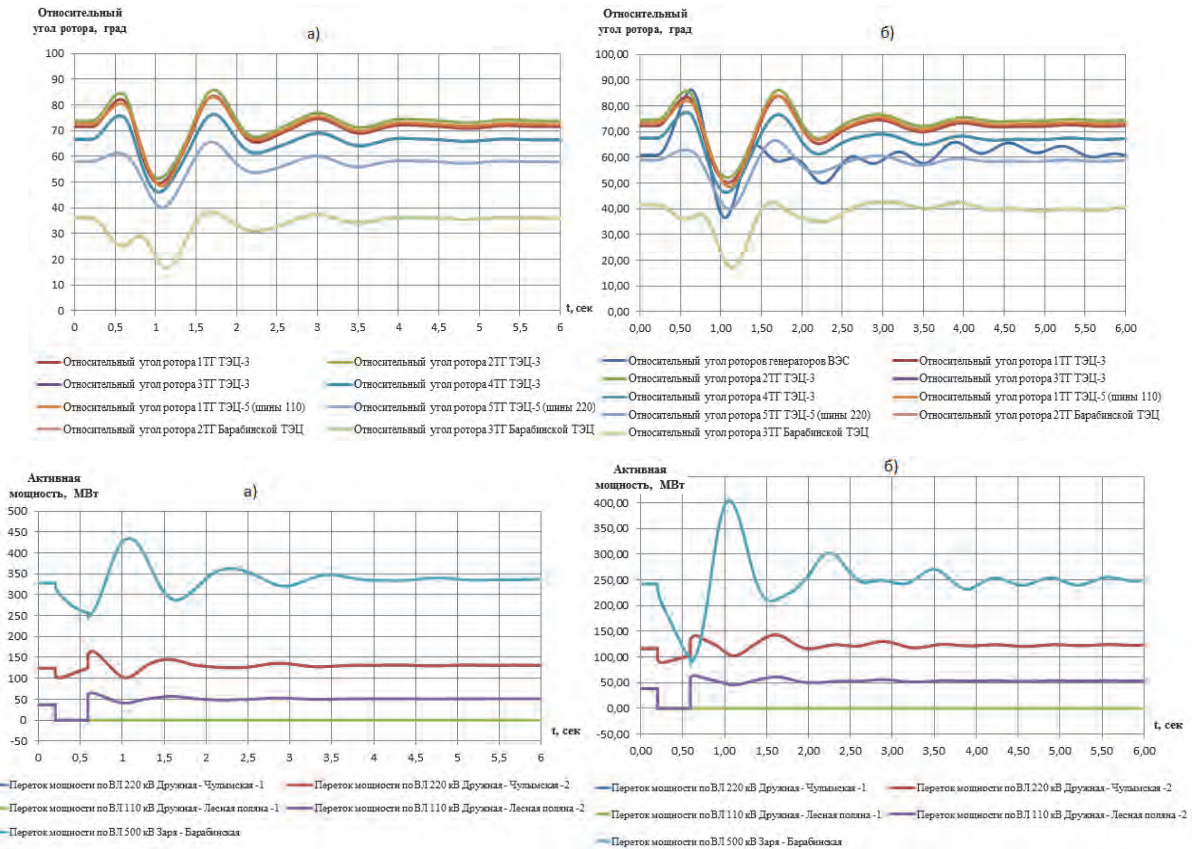 Относительный
угол ротора, град
а)
100
90
80
70
60
50
40
30
20
10
0
0 0,5 1 1,5 2 2,5 3 3,5 4 4,5 5 5,5 6
t, сек
Относительный угол ротора 1ТГ ТЭЦ-3
Относительный угол ротора 2ТГ ТЭЦ-3
Относительный угол ротора 3ТГ ТЭЦ-3
Относительный угол ротора 4ТГ ТЭЦ-3
Относительный угол ротора 1ТГ ТЭЦ-5 (шины 110)
Относительный угол ротора 5ТГ ТЭЦ-5 (шины 220)
Относительный угол ротора 2ТГ Барабинской ТЭЦ
Относительный угол ротора 3ТГ Барабинской ТЭЦ
Относительный
угол ротора, град
б)
100,00
90,00
80,00
70,00
60,00
50,00
40,00
30,00
20,00
10,00
0,00
0,00 0,50 1,00 1,50 2,00 2,50 3,00 3,50 4,00 4,50 5,00 5,50 6,00
t, сек
Относительный угол роторов генераторов ВЭС
Относительный угол ротора 1ТГ ТЭЦ-3
Относительный угол ротора 2ТГ ТЭЦ-3
Относительный угол ротора 3ТГ ТЭЦ-3
Относительный угол ротора 4ТГ ТЭЦ-3
Относительный угол ротора 1ТГ ТЭЦ-5 (шины 110)
Относительный угол ротора 5ТГ ТЭЦ-5 (шины 220)
Относительный угол ротора 2ТГ Барабинской ТЭЦ
Относительный угол ротора 3ТГ Барабинской ТЭЦ
Активная
мощность, МВт
а)
500
450
400
350
300
250
200
150
100
50
0
-50
0 0,5 1 1,5 2 2,5 3 3,5 4 4,5 5 5,5 6
t, сек
Переток мощности по ВЛ 220 кВ Дружная - Чулымская -1
Переток мощности по ВЛ 220 кВ Дружная - Чулымская -2
Переток мощности по ВЛ 110 кВ Дружная - Лесная поляна -1
Переток мощности по ВЛ 110 кВ Дружная - Лесная поляна -2
Переток мощности по ВЛ 500 кВ Заря - Барабинская
Активная
мощность, МВт
б)
400,00
350,00
300,00
250,00
200,00
150,00
100,00
50,00
0,00
-50,00
0,00 0,50 1,00 1,50 2,00 2,50 3,00 3,50 4,00 4,50 5,00 5,50 6,00
t, сек
Переток мощности по ВЛ 220 кВ Дружная - Чулымская -1
Переток мощности по ВЛ 220 кВ Дружная - Чулымская -2
Переток мощности по ВЛ 110 кВ Дружная - Лесная поляна -1
Переток мощности по ВЛ 110 кВ Дружная - Лесная поляна -2
Переток мощности по ВЛ 500 кВ Заря - Барабинская